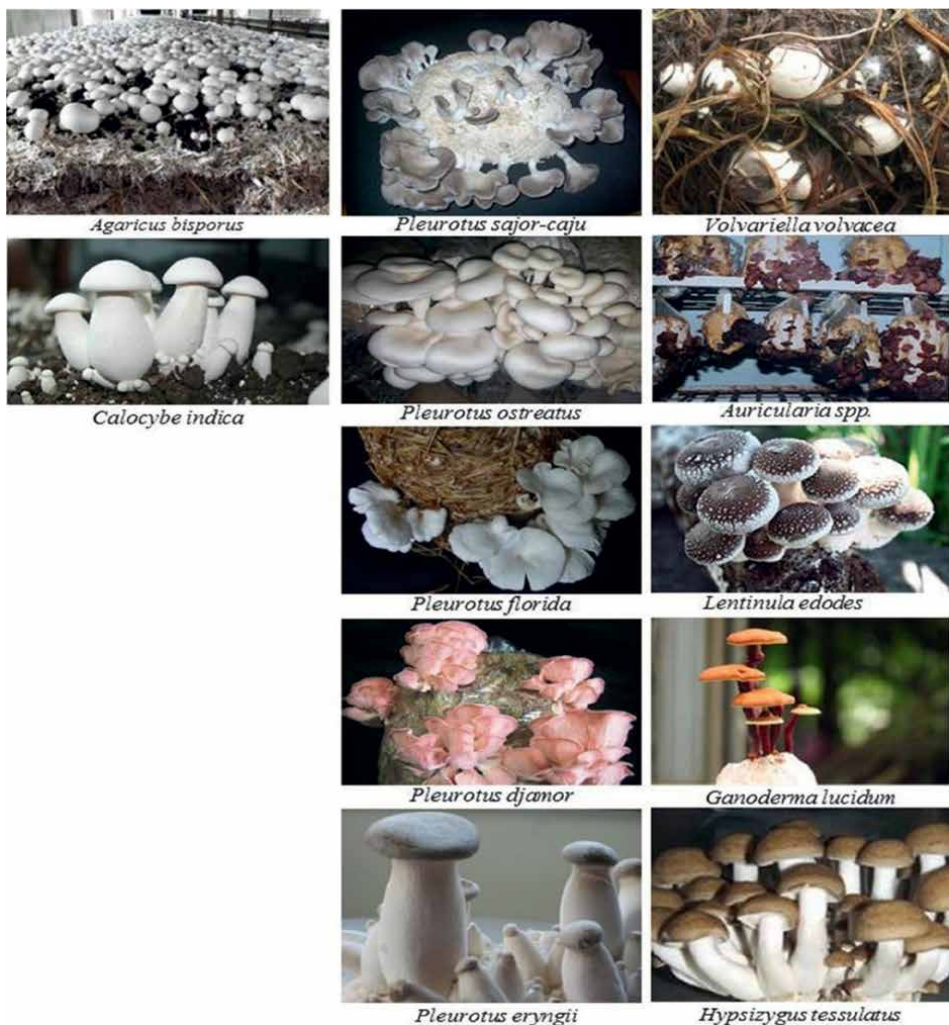 Agaricus bisporus
Pleurotus sajor-caju
Volvariella volvacea
Calocybe indica
Pleurotus ostreatus
Auricularia spp.
Pleurotus florida
Lentinula edodes
Pleurotus djamor
Ganoderma lucidum
Pleurotus eryngii
Hypsizygus tessulatus